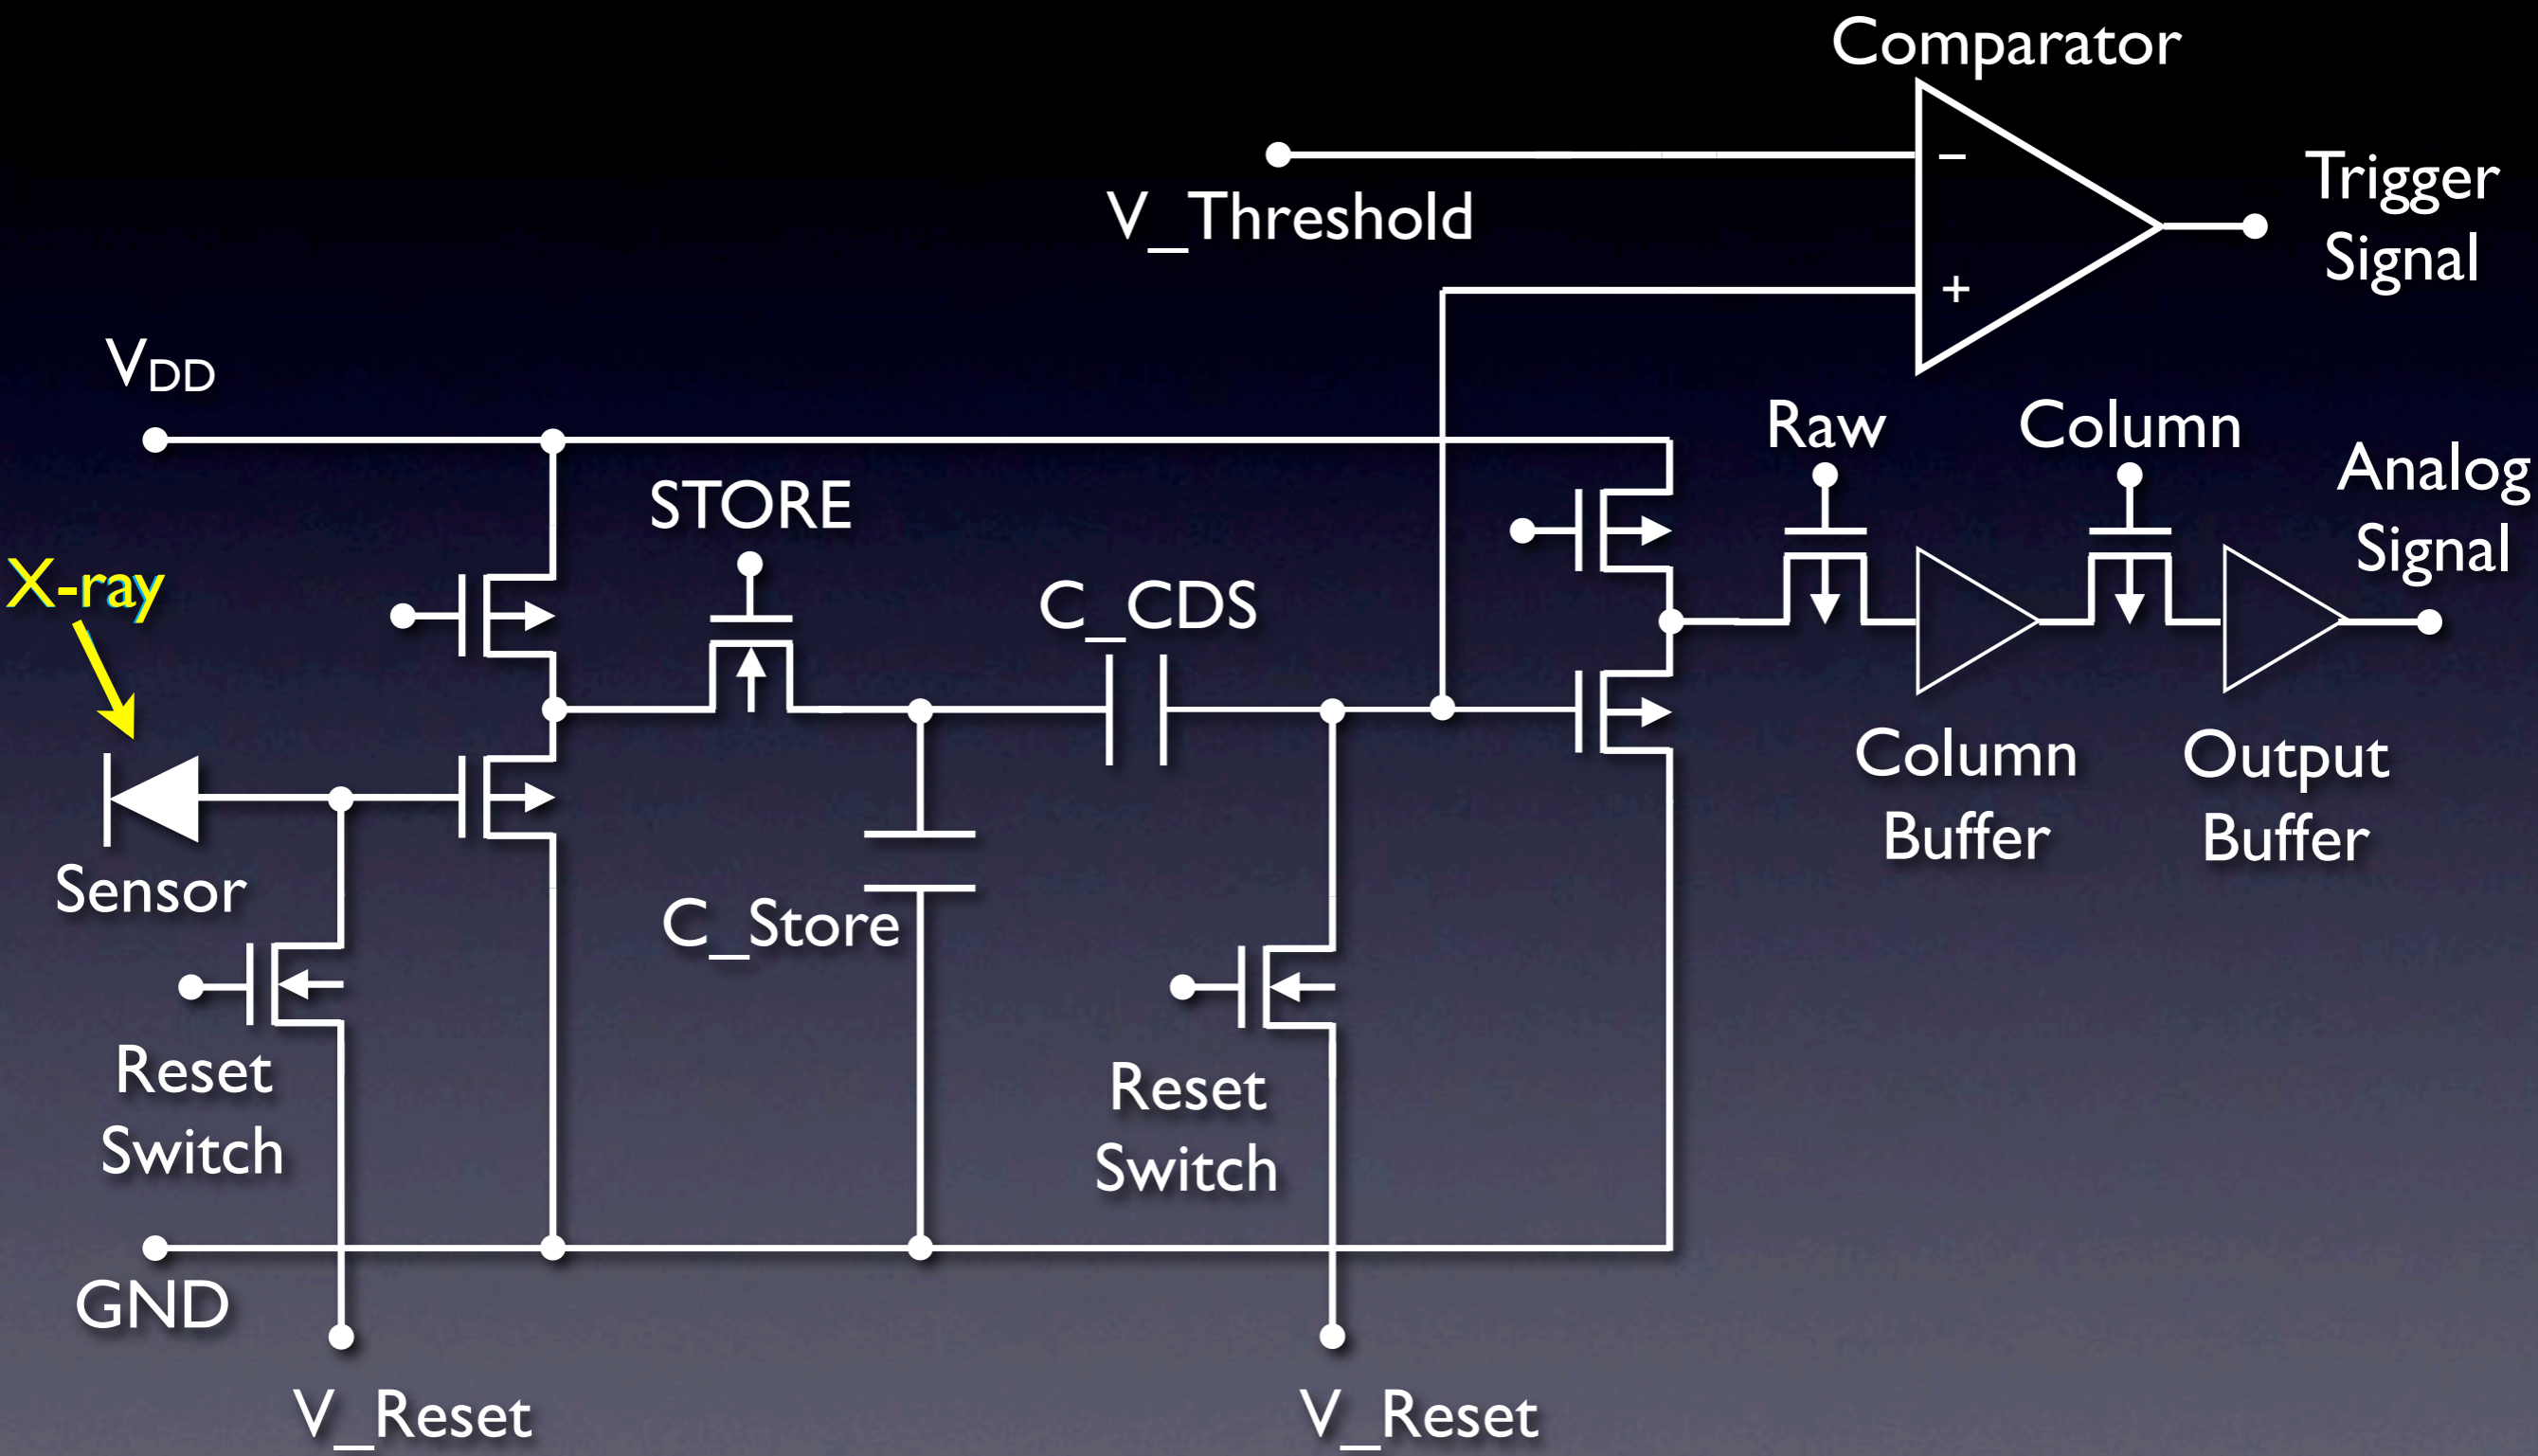 Comparator
−
+
V_Threshold
Trigger
Signal
VDD
Raw
Column
Analog
Signal
STORE
X-ray
C_CDS
Column
Buffer
Output
Buffer
Sensor
C_Store
Reset
Switch
Reset
Switch
GND
V_Reset
V_Reset